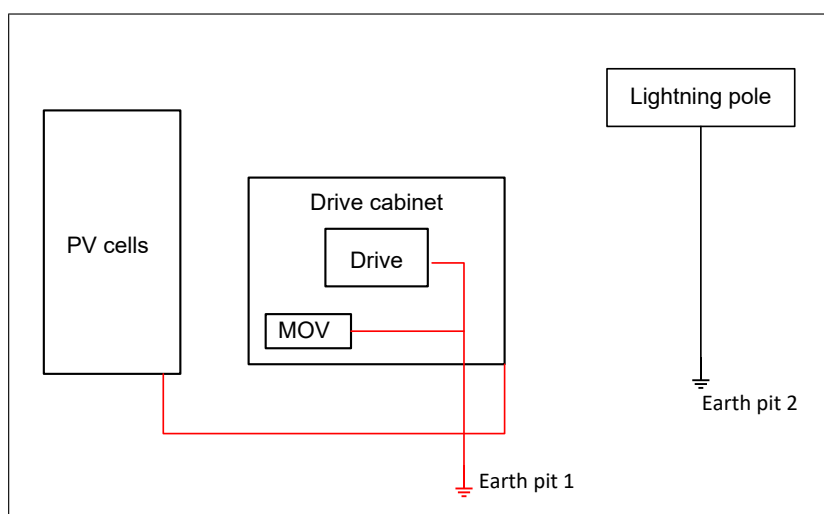 Lightning pole
Drive cabinet
PV cells
Drive
MOV
Earth pit 2
Earth pit 1